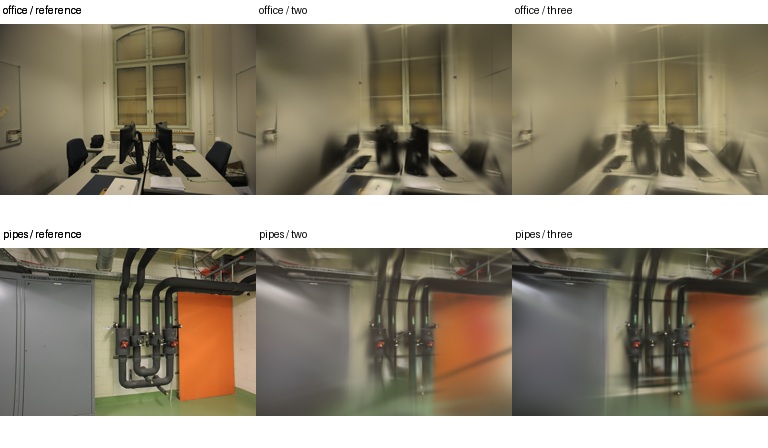 office / reference
office / two
office / three
pipes / reference
pipes / two
pipes / three